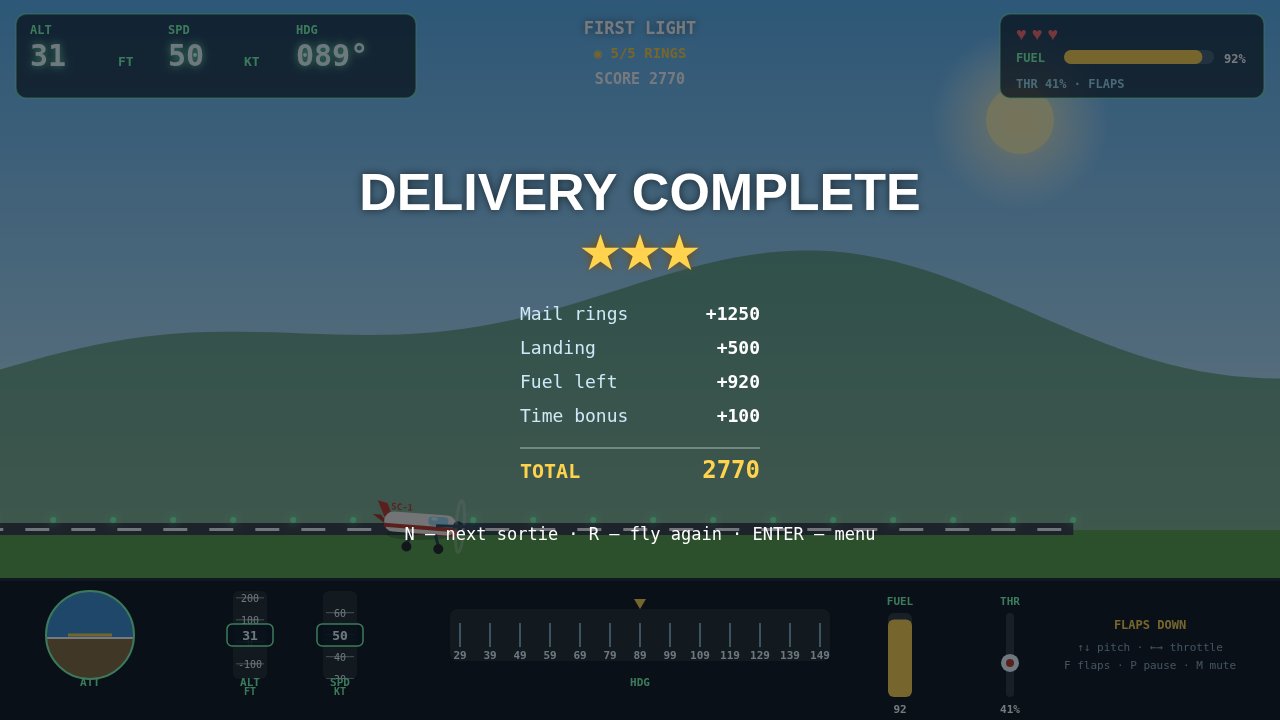 ALT SPD HDG
31 FT 50 KT 089°
FIRST LIGHT
◉ 5/5 RINGS
SCORE 2770
♥ ♥ ♥
FUEL 92%
THR 41% · FLAPS
DELIVERY COMPLETE
★★★
Mail rings +1250
Landing +500
Fuel left +920
Time bonus +100
TOTAL 2770
SC-1
N — next sortie · R — fly again · ENTER — menu
ATT
200
100
31
-100
ALT
FT
60
50
40
30
SPD
KT
29 39 49 59 69 79 89 99 109 119 129 139 149
HDG
FUEL
92
THR
41%
FLAPS DOWN
↑↓ pitch · ←→ throttle
F flaps · P pause · M mute